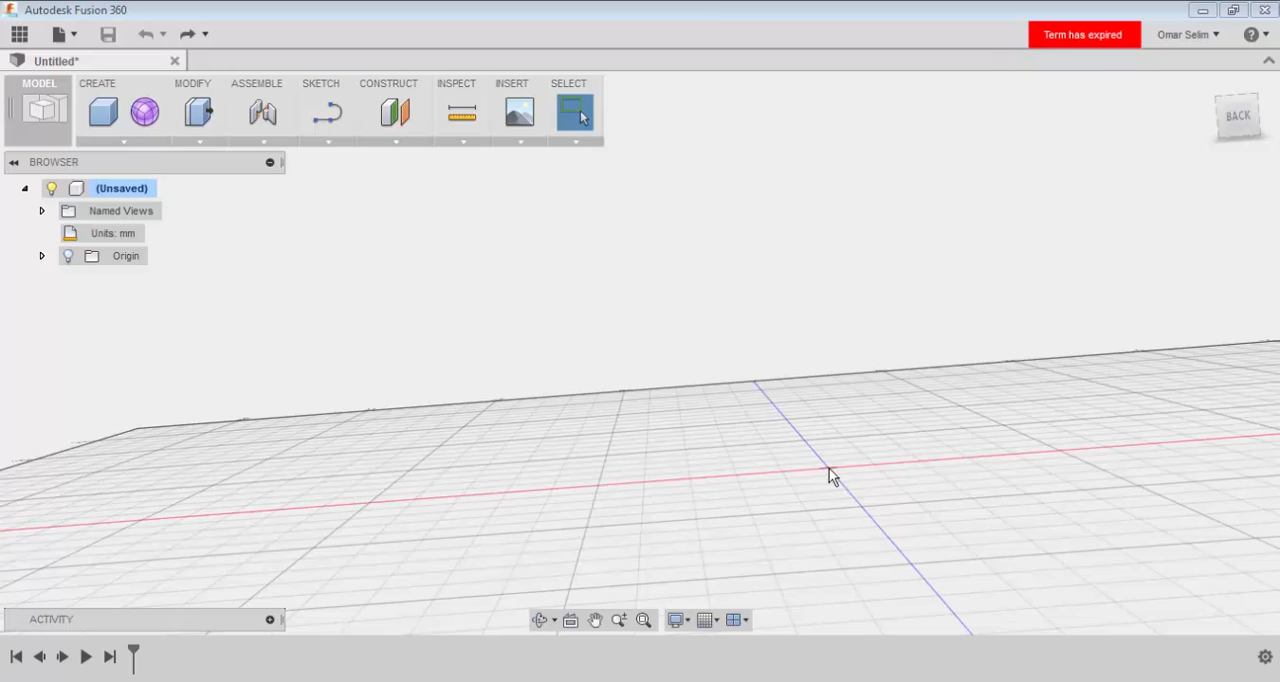 Autodesk Fusion 360
Term has expired
Omar Selim
Untitled*
MODEL CREATE MODIFY ASSEMBLE SKETCH CONSTRUCT INSPECT INSERT SELECT
BACK
BROWSER
(Unsaved)
Named Views
Units: mm
Origin
ACTIVITY